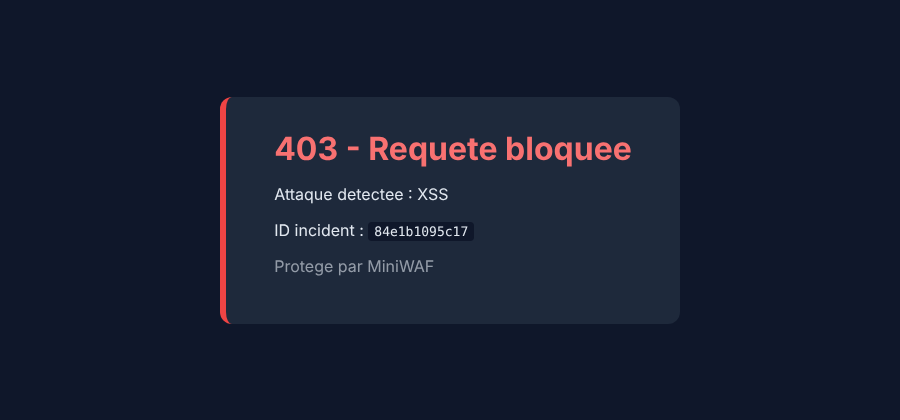 403 - Requete bloquee
Attaque detectee : XSS
ID incident : 84e1b1095c17
Protege par MiniWAF